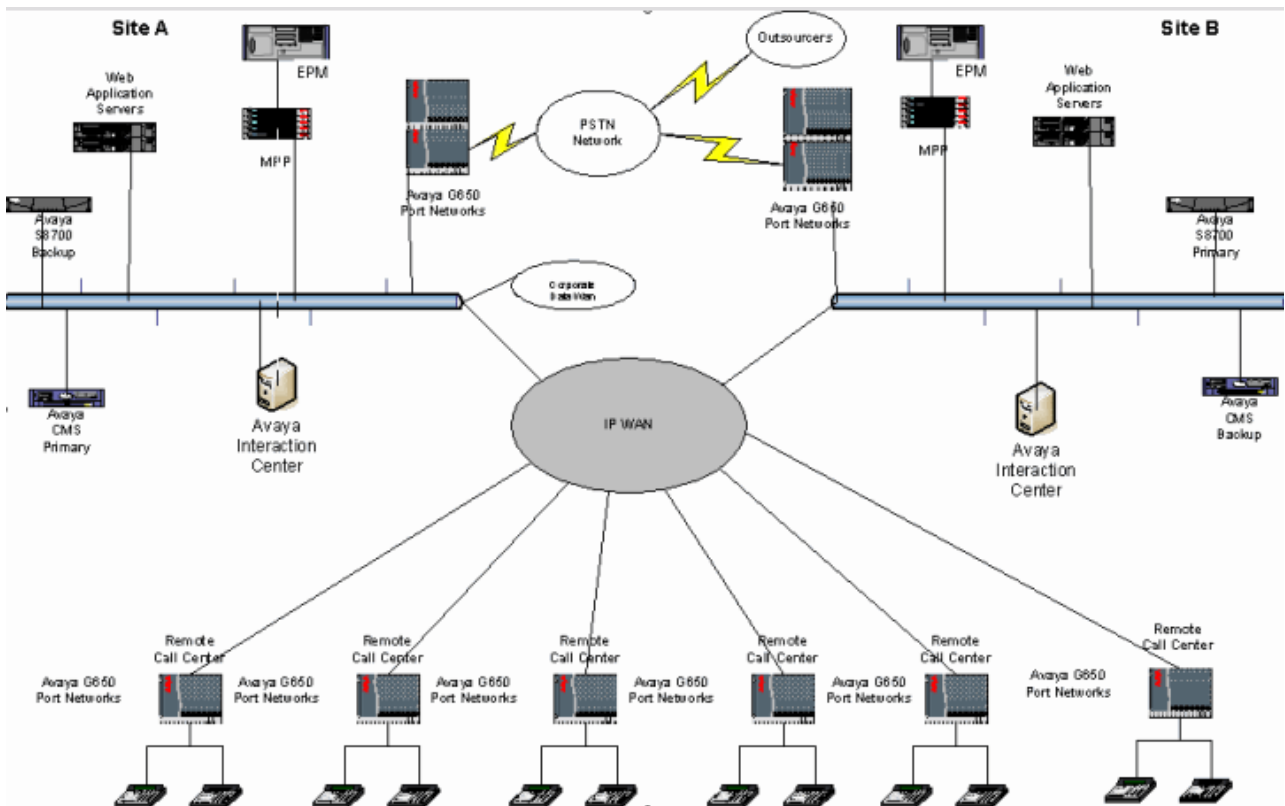 Site A
EPM
Web
Application
Servers
MPP
Avaya G650
Port Networks
Avaya
S8700
Backup
Outsourcers
PSTN
Network
Site B
EPM
Web
Application
Servers
MPP
Avaya G650
Port Networks
Avaya
S8700
Primary
Corporate
Data Wan
Avaya
CMS
Primary
Avaya
Interaction
Center
IP WAN
Avaya
Interaction
Center
Avaya
CMS
Backup
Remote
Call Center
Avaya G650
Port Networks
Remote
Call Center
Avaya G650
Port Networks
Remote
Call Center
Avaya G650
Port Networks
Remote
Call Center
Avaya G650
Port Networks
Remote
Call Center
Avaya G650
Port Networks
Remote
Call Center
Avaya G650
Port Networks